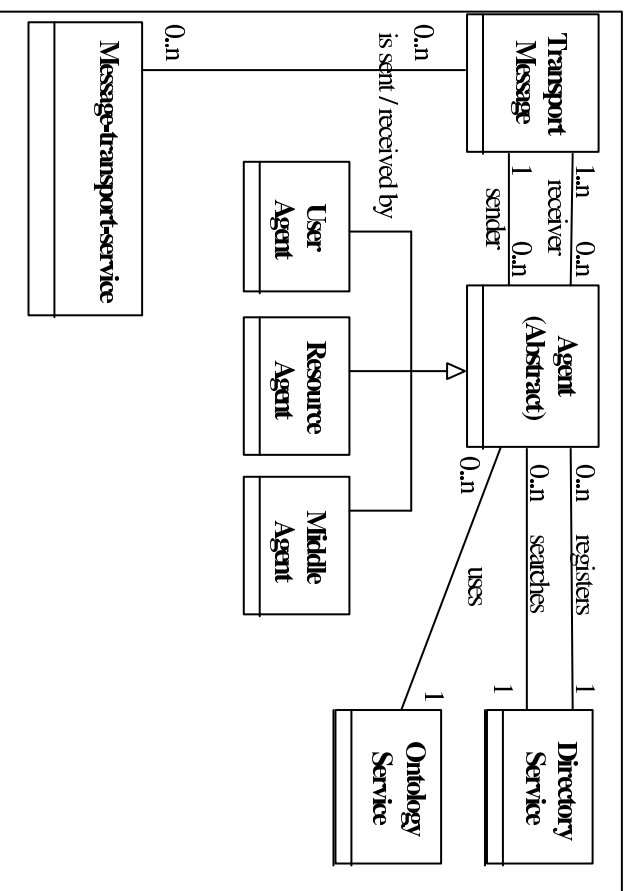 Transport
Message
1..n
0..n
receiver
1
0..n
sender
Agent
(Abstract)
0..n
registers
1
0..n
searches
1
Directory
Service
0..n
uses
1
Ontology
Service
0..n
is sent / received by
0..n
User
Agent
Resource
Agent
Middle
Agent
Message-transport-service